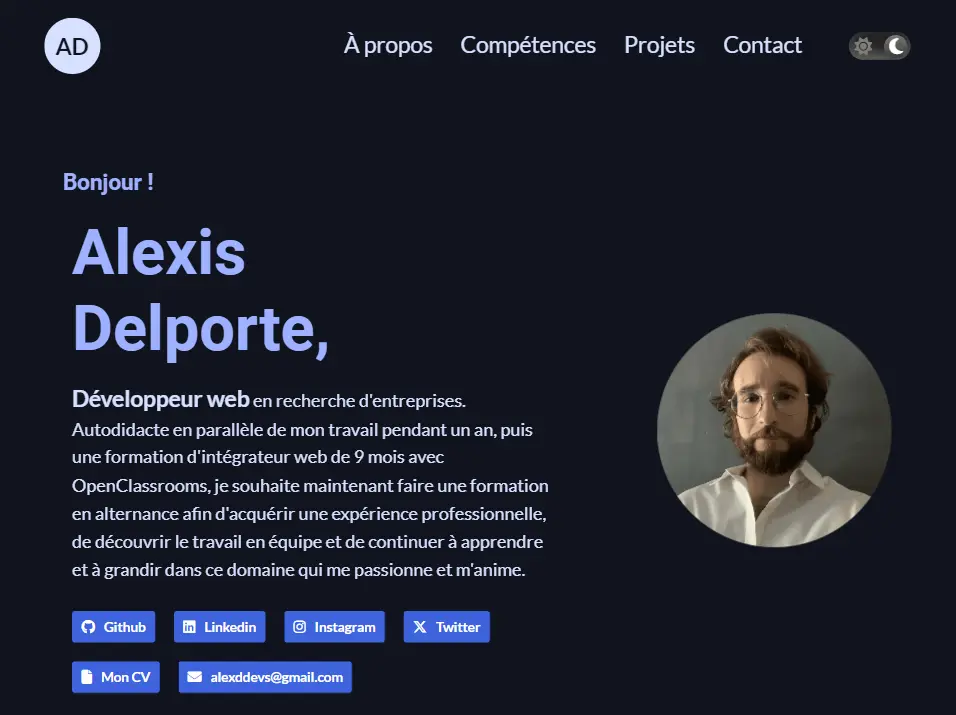 AD
À propos Compétences Projets Contact
Bonjour !
Alexis
Delporte,
Développeur web en recherche d'entreprises.
Autodidacte en parallèle de mon travail pendant un an, puis
une formation d'intégrateur web de 9 mois avec
OpenClassrooms, je souhaite maintenant faire une formation
en alternance afin d'acquérir une expérience professionnelle,
de découvrir le travail en équipe et de continuer à apprendre
et à grandir dans ce domaine qui me passionne et m'anime.
Github Linkedin Instagram Twitter
Mon CV alexddevs@gmail.com